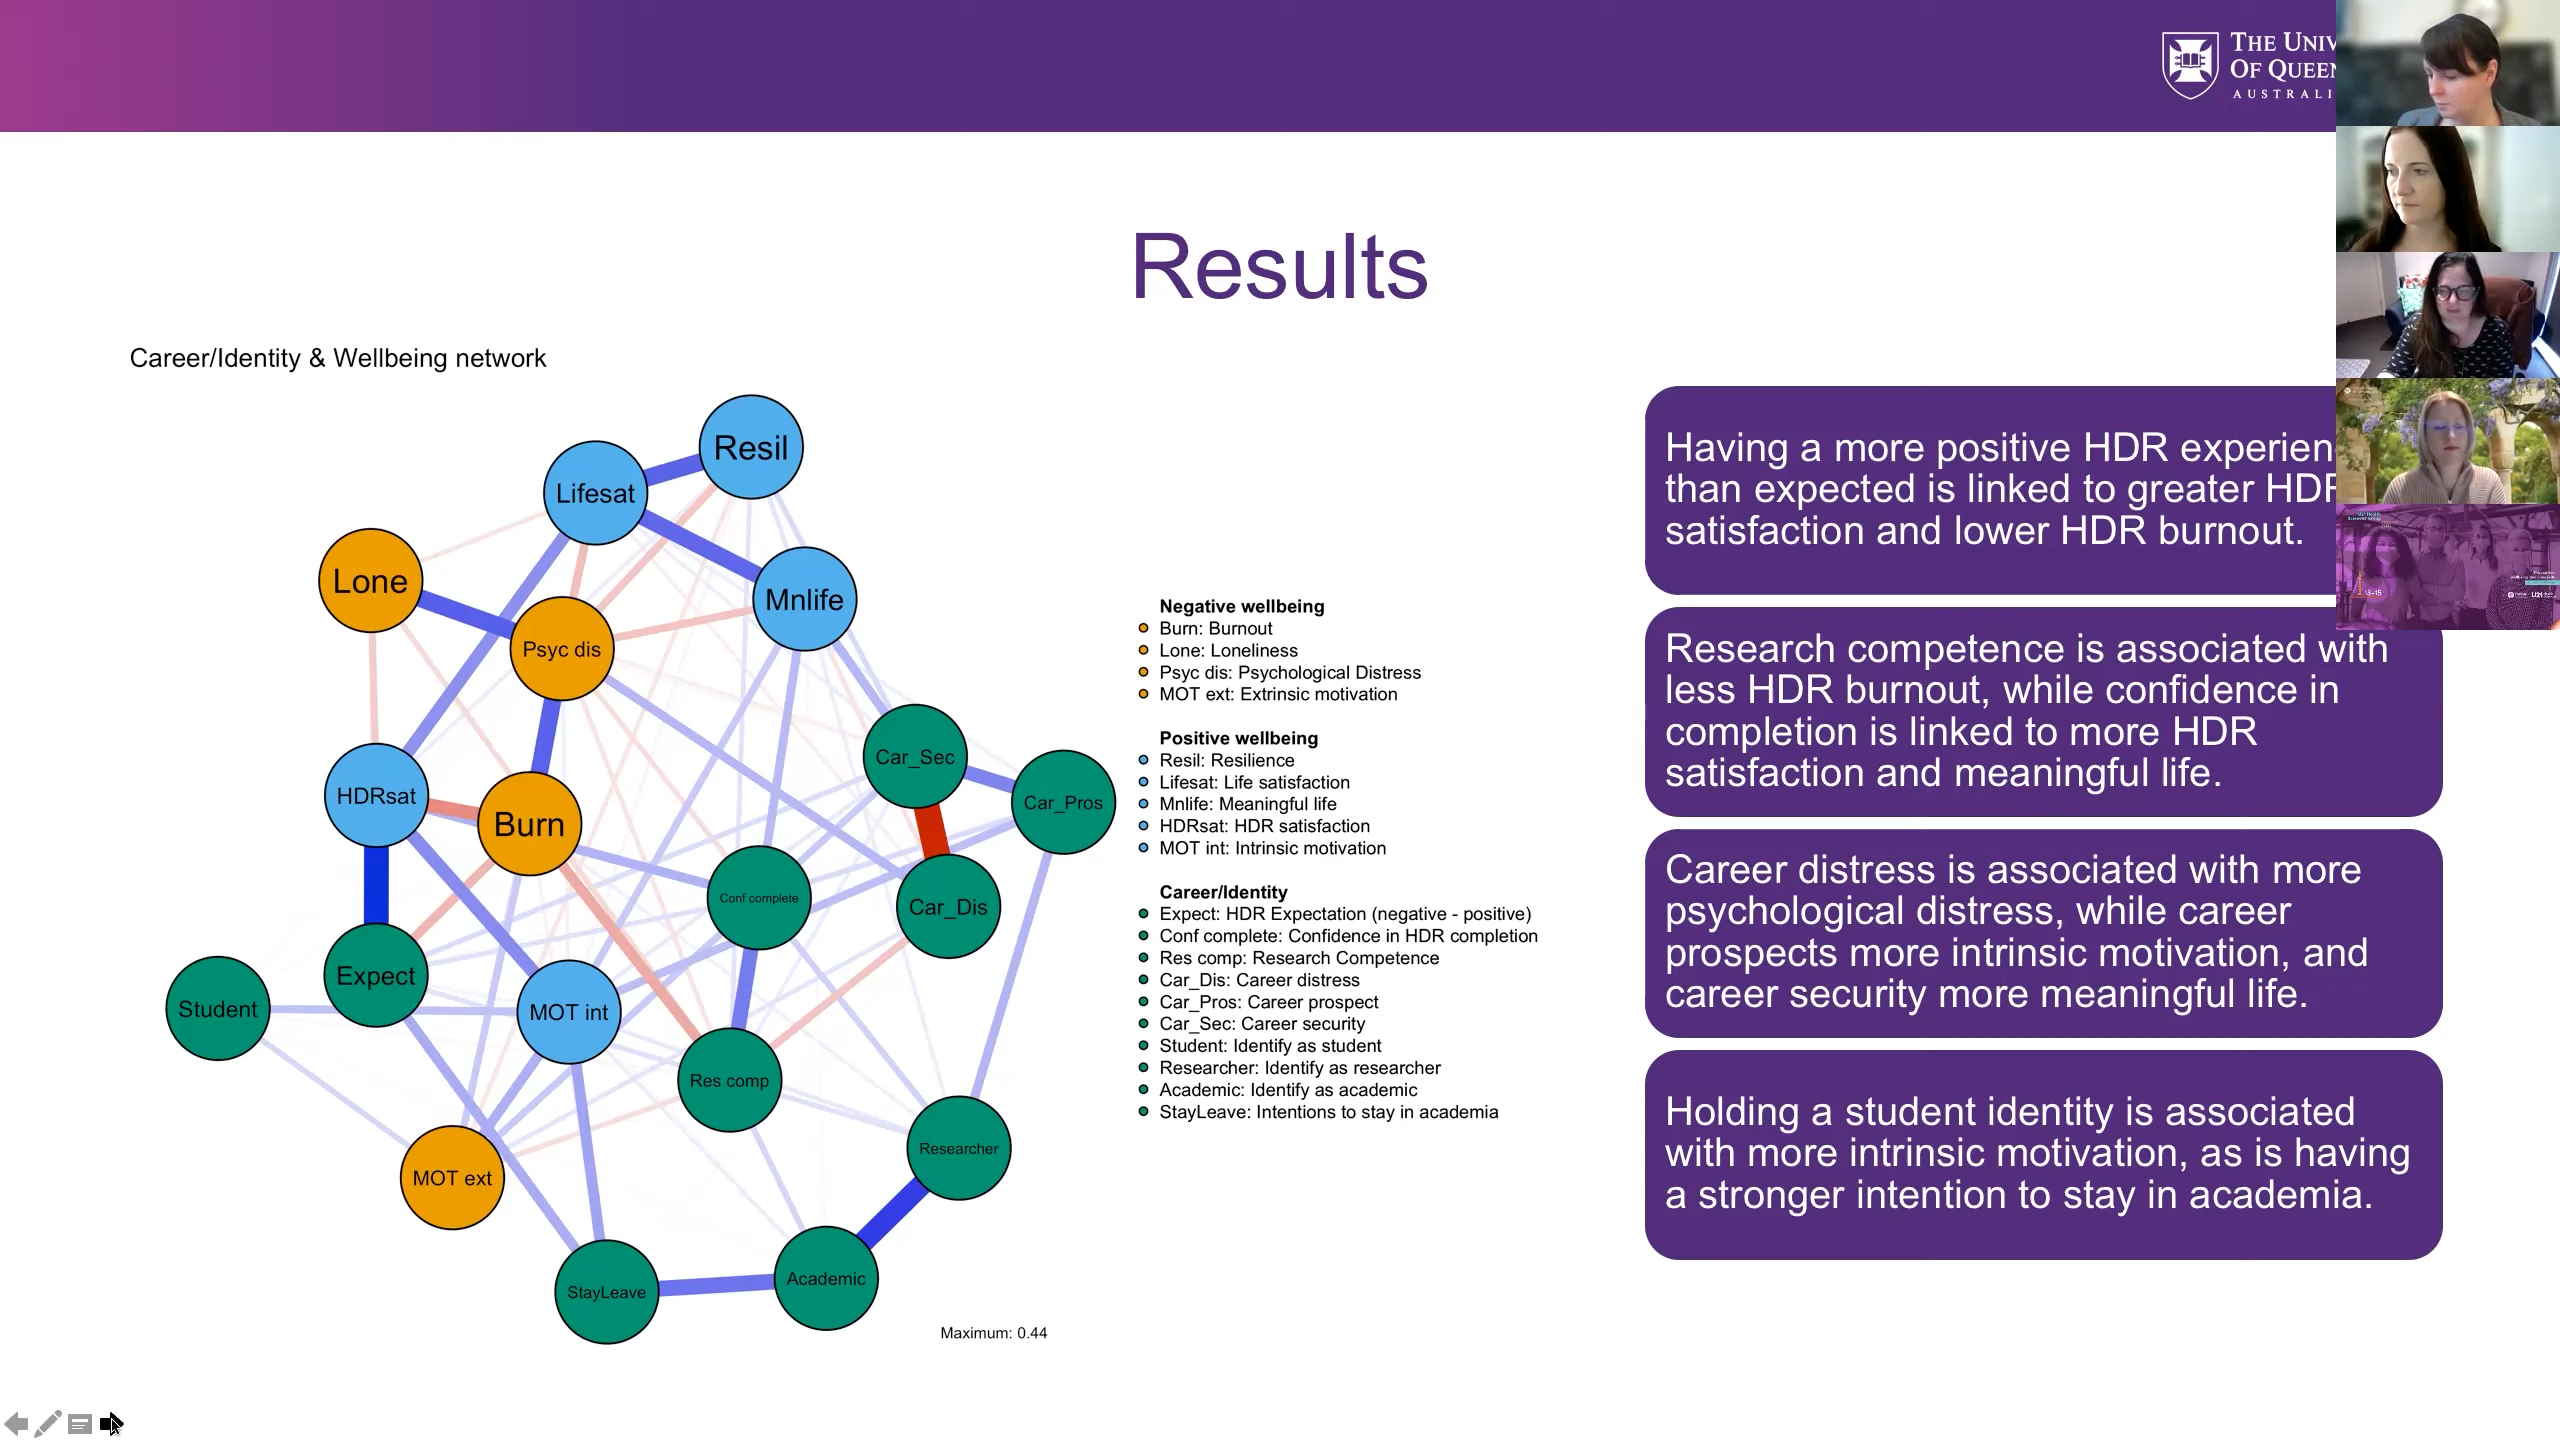 THE UNIV
OF QUEEN
AUSTRALI
Results
Career/Identity & Wellbeing network
Resil
Lifesat
Lone
Mnlife
Psyc dis
Car_Sec
HDRsat
Car_Pros
Burn
Conf complete
Car_Dis
Expect
Student
MOT int
Res comp
Researcher
MOT ext
Academic
StayLeave
Maximum: 0.44
Negative wellbeing
Burn: Burnout
Lone: Loneliness
Psyc dis: Psychological Distress
MOT ext: Extrinsic motivation
Positive wellbeing
Resil: Resilience
Lifesat: Life satisfaction
Mnlife: Meaningful life
HDRsat: HDR satisfaction
MOT int: Intrinsic motivation
Career/Identity
Expect: HDR Expectation (negative - positive)
Conf complete: Confidence in HDR completion
Res comp: Research Competence
Car_Dis: Career distress
Car_Pros: Career prospect
Car_Sec: Career security
Student: Identify as student
Researcher: Identify as researcher
Academic: Identify as academic
StayLeave: Intentions to stay in academia
Having a more positive HDR experien
than expected is linked to greater HDR
satisfaction and lower HDR burnout.
Research competence is associated with
less HDR burnout, while confidence in
completion is linked to more HDR
satisfaction and meaningful life.
Career distress is associated with more
psychological distress, while career
prospects more intrinsic motivation, and
career security more meaningful life.
Holding a student identity is associated
with more intrinsic motivation, as is having
a stronger intention to stay in academia.
13-15